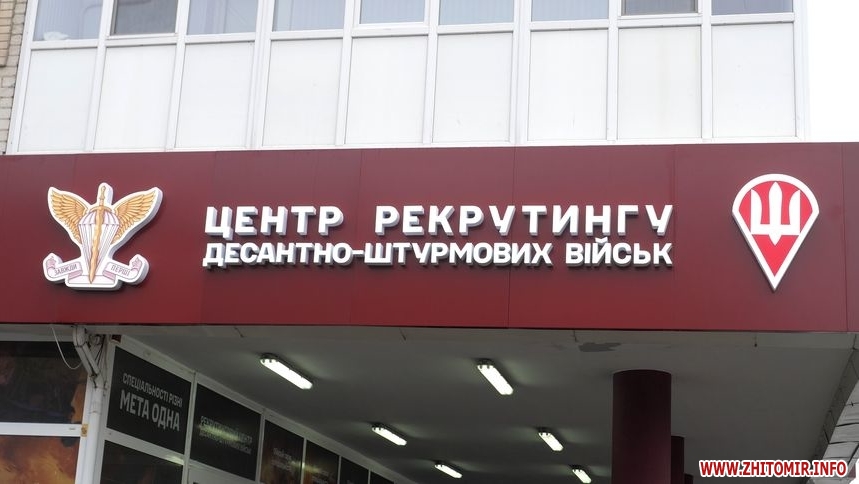 ЦЕНТР РЕКРУТИНГУ
ДЕСАНТНО-ШТУРМОВИХ ВІЙСЬК
ЗАВЖДИ ПЕРШІ
СПЕЦІАЛЬНОСТІ РІЗНІ
МЕТА ОДНА
WWW.ZHITOMIR.INFO